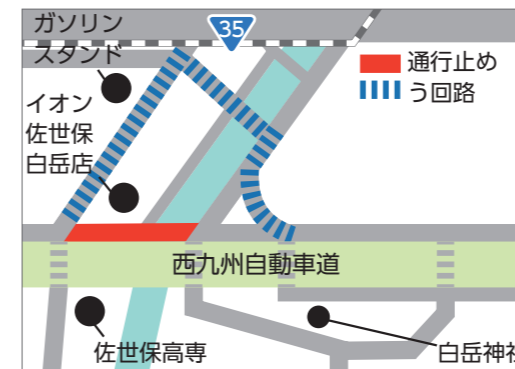 ガソリン
スタンド
35
通行止め
う回路
イオン
佐世保
白岳店
西九州自動車道
佐世保高専
白岳神社